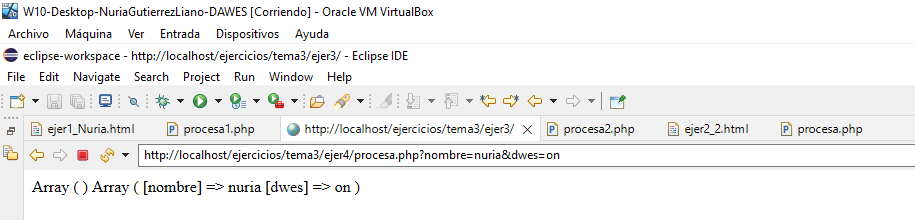 W10-Desktop-NuriaGutierrezLiano-DAWES [Corriendo] - Oracle VM VirtualBox
Archivo Máquina Ver Entrada Dispositivos Ayuda
eclipse-workspace - http://localhost/ejercicios/tema3/ejer3/ - Eclipse IDE
File Edit Navigate Search Project Run Window Help
ejer1_Nuria.html procesa1.php http://localhost/ejercicios/tema3/ejer3/ procesa2.php ejer2_2.html procesa.php
http://localhost/ejercicios/tema3/ejer4/procesa.php?nombre=nuria&dwes=on
Array ( ) Array ( [nombre] => nuria [dwes] => on )